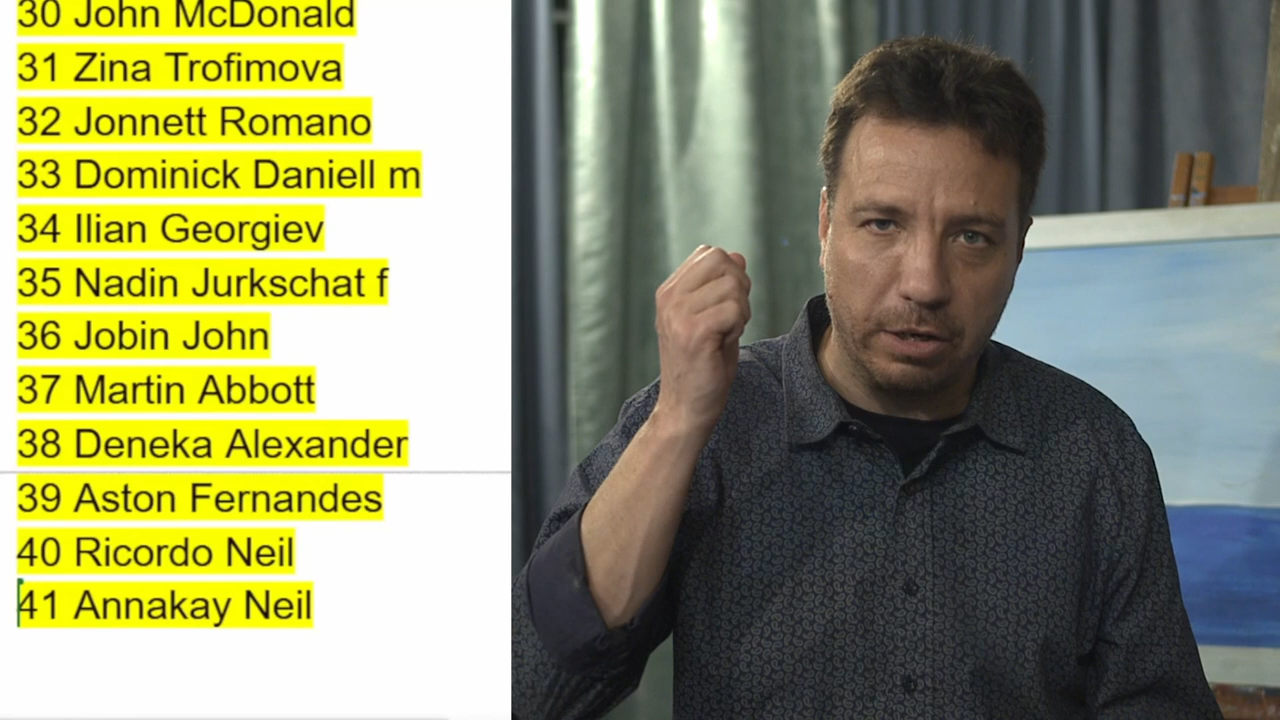 30 John McDonald
31 Zina Trofimova
32 Jonnett Romano
33 Dominick Daniell m
34 Ilian Georgiev
35 Nadin Jurkschat f
36 Jobin John
37 Martin Abbott
38 Deneka Alexander
39 Aston Fernandes
40 Ricordo Neil
41 Annakay Neil